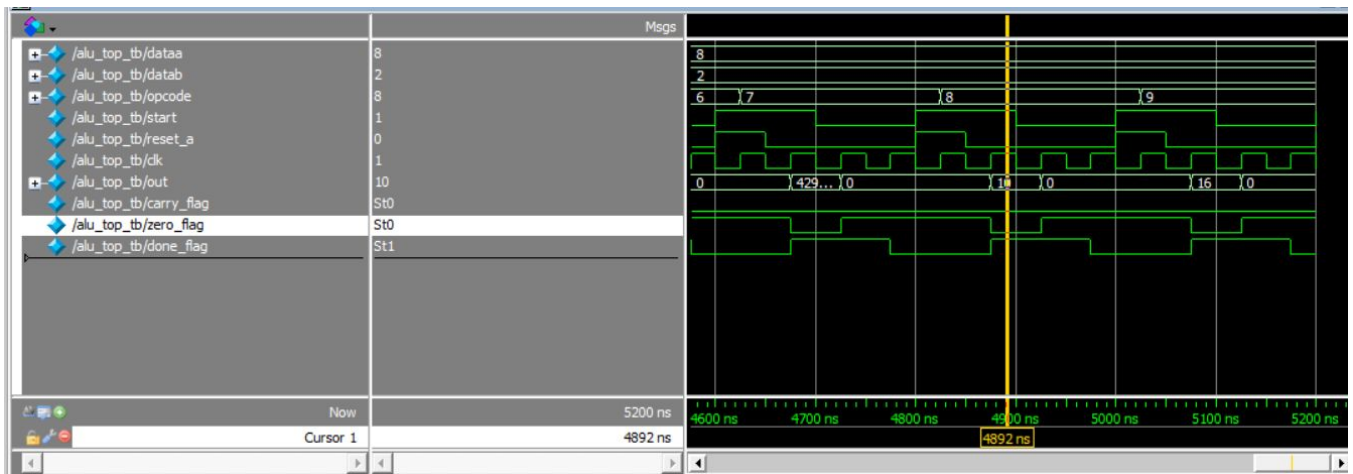 Msgs
/alu_top_tb/dataa 8 8
/alu_top_tb/datab 2 2
/alu_top_tb/opcode 8 6 7 8 9
/alu_top_tb/start 1
/alu_top_tb/reset_a 0
/alu_top_tb/clk 1
/alu_top_tb/out 10 0 429... 0 0 16 0
/alu_top_tb/carry_flag St0
/alu_top_tb/zero_flag St0
/alu_top_tb/done_flag St1
Now 5200 ns 4600 ns 4700 ns 4800 ns 4900 ns 5000 ns 5100 ns 5200 ns
Cursor 1 4892 ns 4892 ns